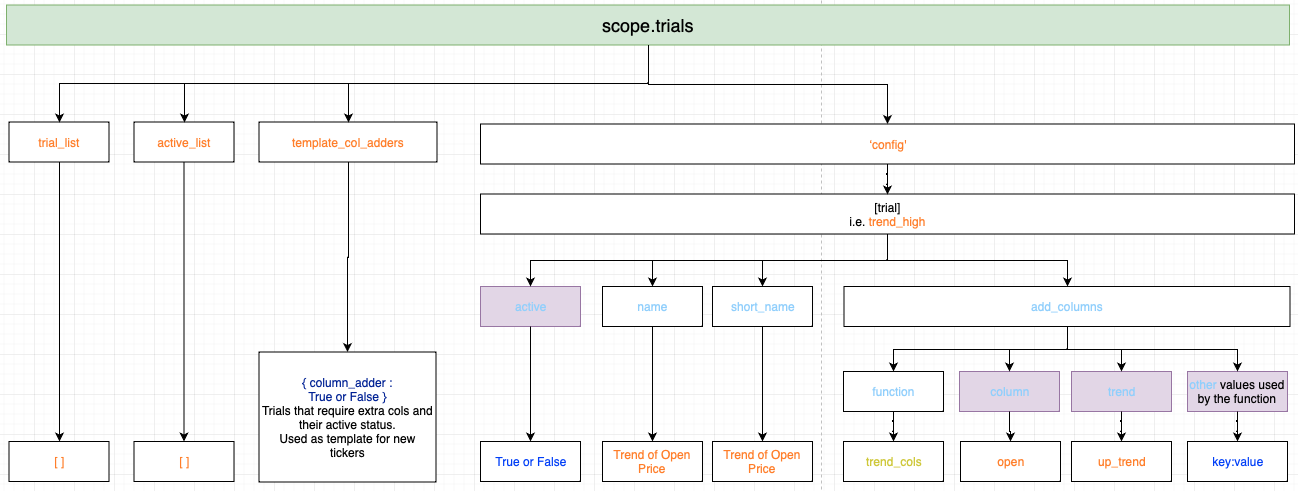 scope.trials
trial_list
active_list
template_col_adders
'config'
[trial]
i.e. trend_high
active
name
short_name
add_columns
{ column_adder :
True or False }
Trials that require extra cols and
their active status.
Used as template for new
tickers
function
column
trend
other values used
by the function
[ ]
[ ]
True or False
Trend of Open
Price
Trend of Open
Price
trend_cols
open
up_trend
key:value